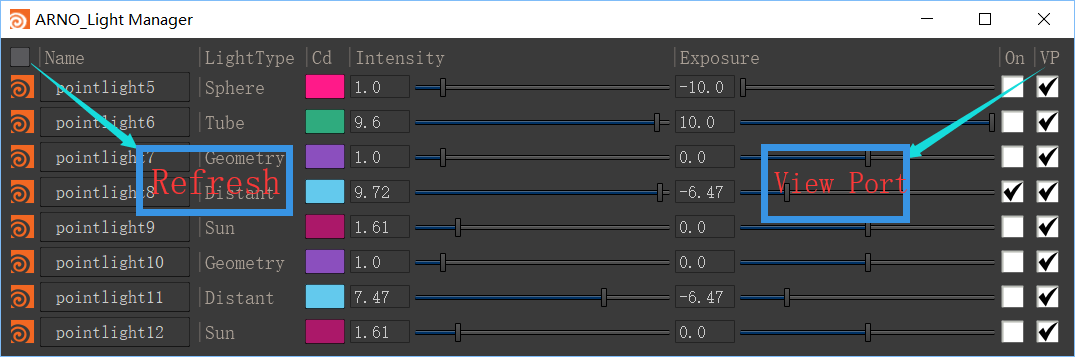 ARNO_Light Manager
Name LightType Cd Intensity Exposure On VP
pointlight5 Sphere 1.0 -10.0
pointlight6 Tube 9.6 10.0
pointlight7 Geometry 1.0 0.0
Refresh View Port
pointlight8 Distant 9.72 -6.47
pointlight9 Sun 1.61 0.0
pointlight10 Geometry 1.0 0.0
pointlight11 Distant 7.47 -6.47
pointlight12 Sun 1.61 0.0